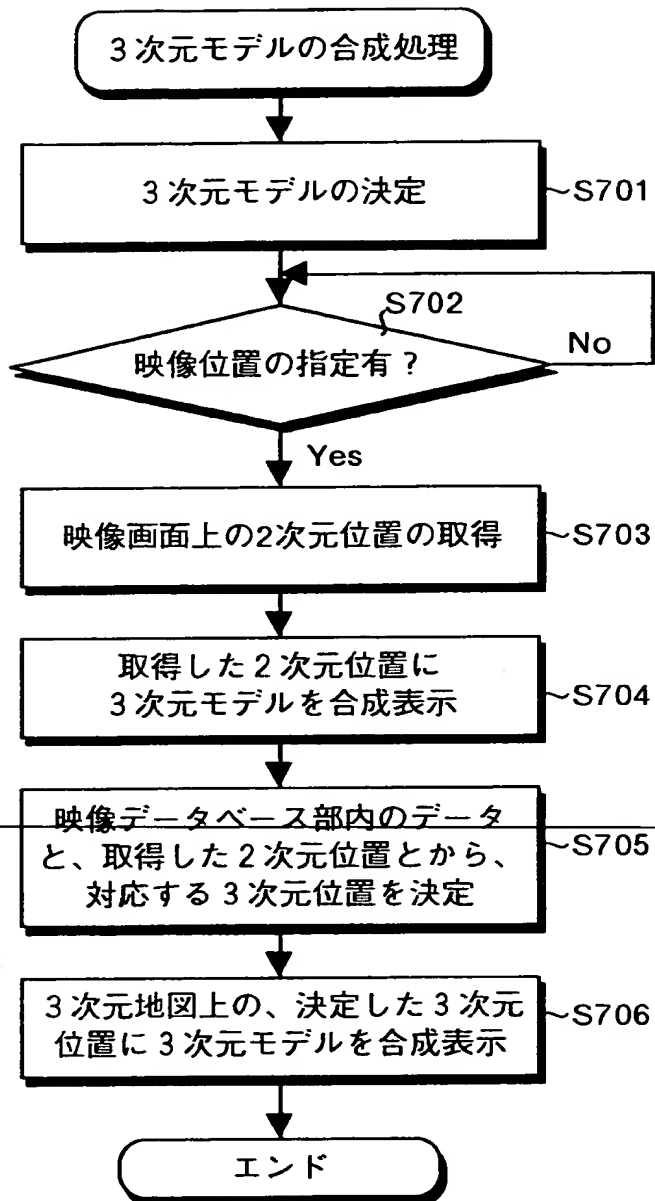 3次元モデルの合成処理
3次元モデルの決定
~S701
S702
映像位置の指定有?
No
Yes
映像画面上の2次元位置の取得
~S703
取得した2次元位置に
3次元モデルを合成表示
~S704
映像データベース部内のデータ
と、取得した2次元位置とから、
対応する3次元位置を決定
~S705
3次元地図上の、決定した3次元
位置に3次元モデルを合成表示
~S706
エンド